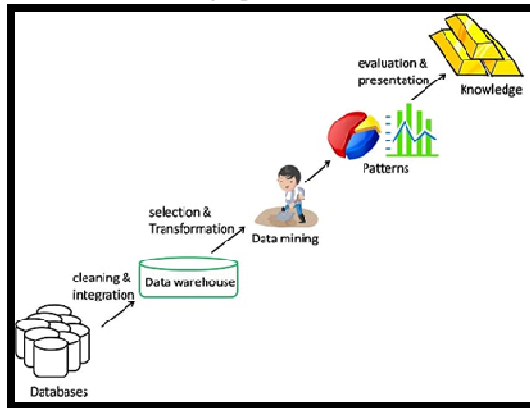 evaluation &
presentation
Knowledge
Patterns
selection &
Transformation
Data mining
cleaning &
integration
Data warehouse
Databases